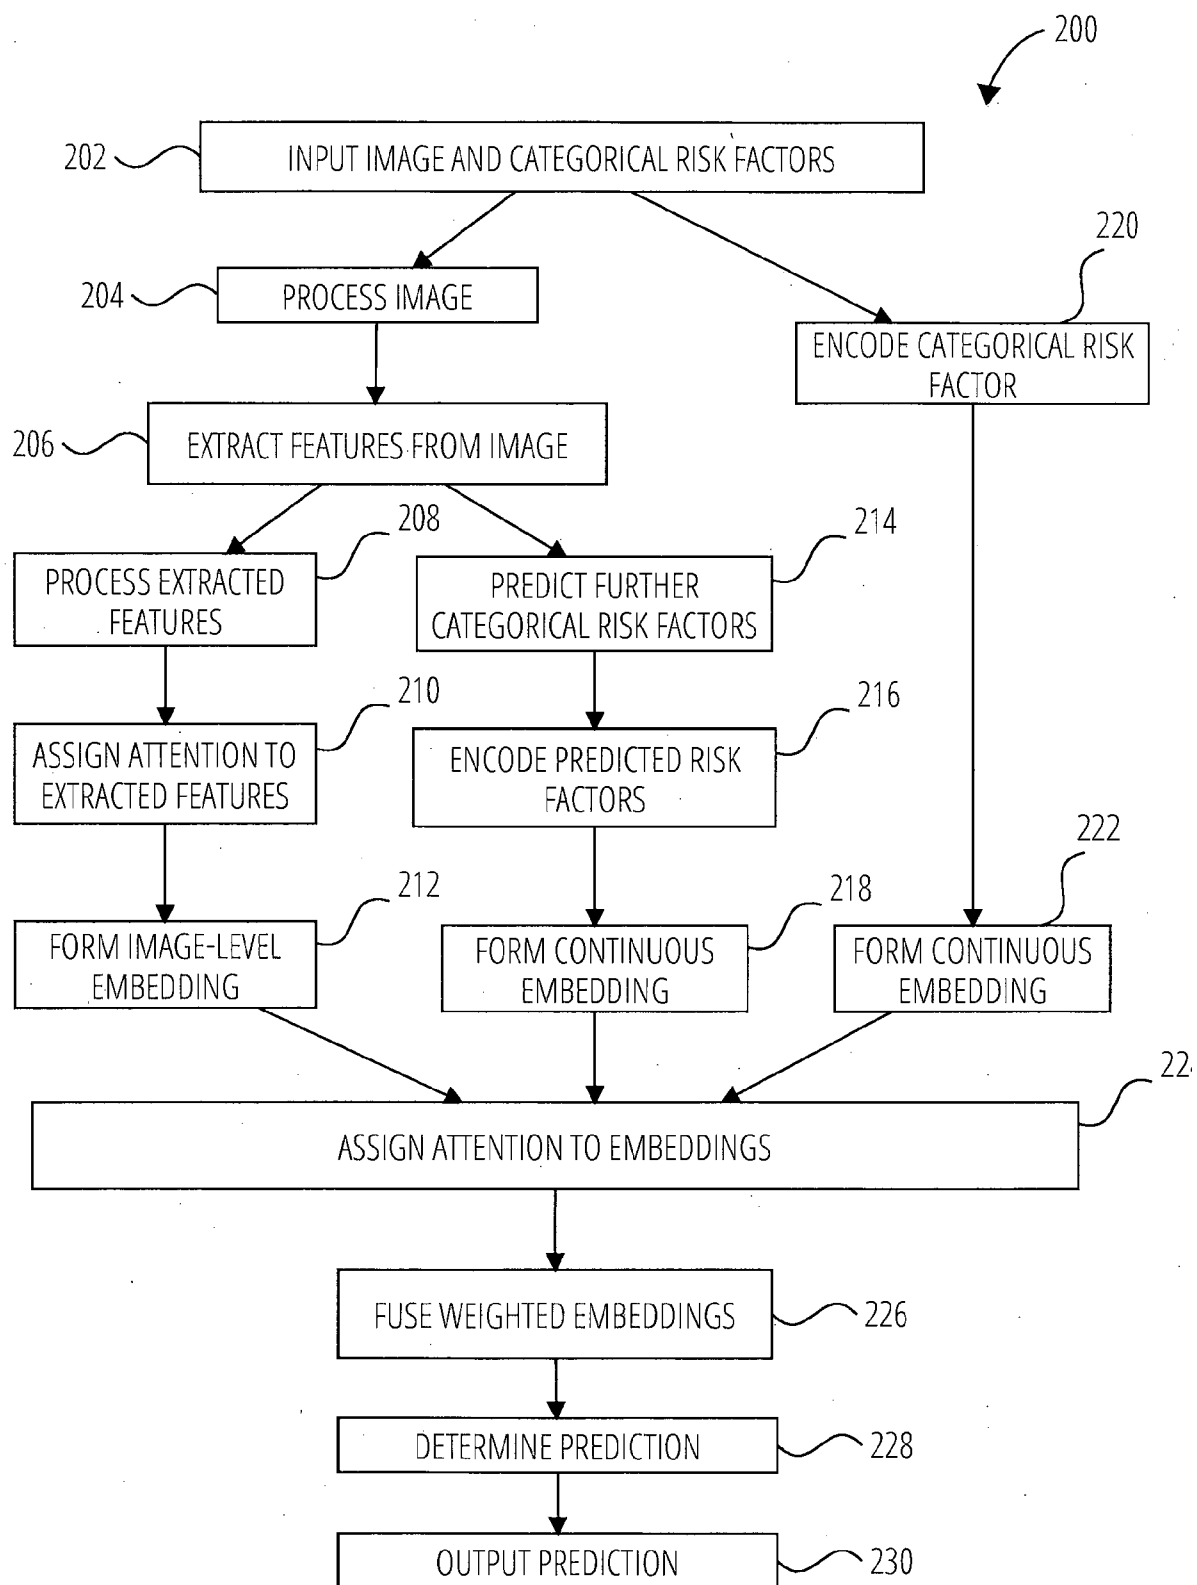 200
202
INPUT IMAGE AND CATEGORICAL RISK FACTORS
204
PROCESS IMAGE
220
ENCODE CATEGORICAL RISK
FACTOR
206
EXTRACT FEATURES FROM IMAGE
208
PROCESS EXTRACTED
FEATURES
214
PREDICT FURTHER
CATEGORICAL RISK FACTORS
210
ASSIGN ATTENTION TO
EXTRACTED FEATURES
216
ENCODE PREDICTED RISK
FACTORS
212
FORM IMAGE-LEVEL
EMBEDDING
218
FORM CONTINUOUS
EMBEDDING
222
FORM CONTINUOUS
EMBEDDING
224
ASSIGN ATTENTION TO EMBEDDINGS
FUSE WEIGHTED EMBEDDINGS
226
DETERMINE PREDICTION
228
OUTPUT PREDICTION
230